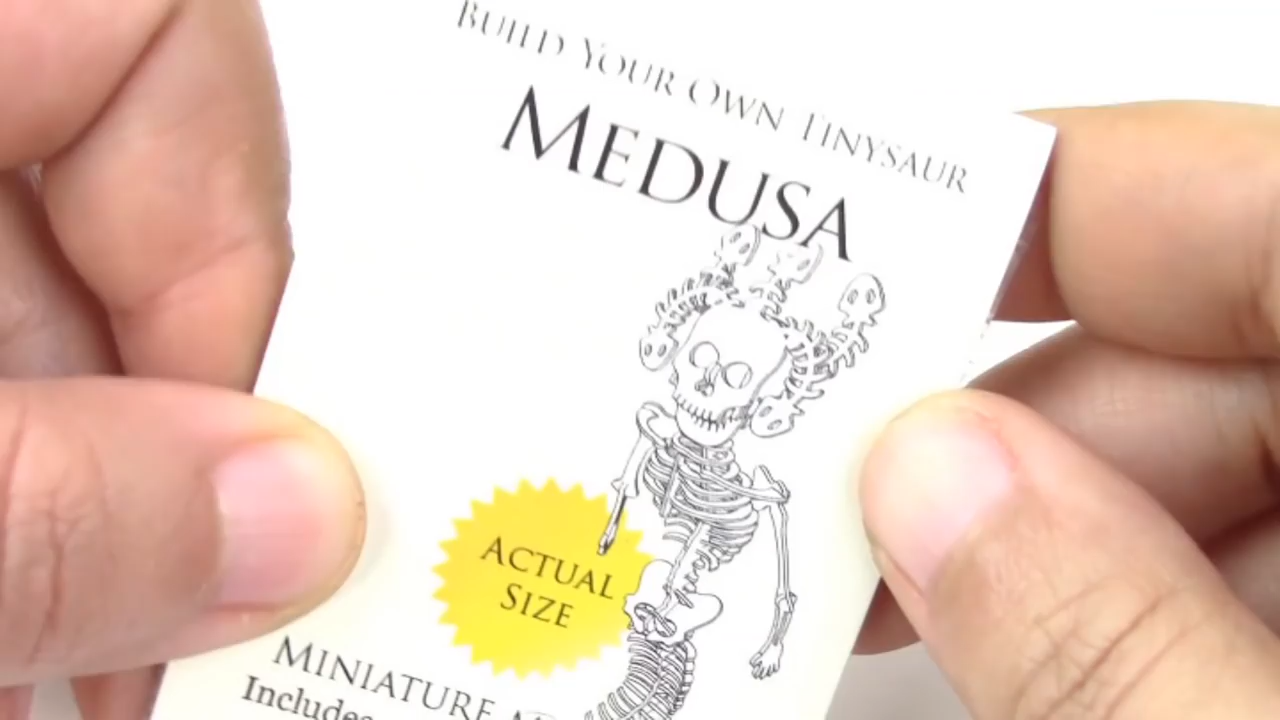 BUILD YOUR OWN TINYSAUR
MEDUSA
ACTUAL
SIZE
MINIATURE
Includes